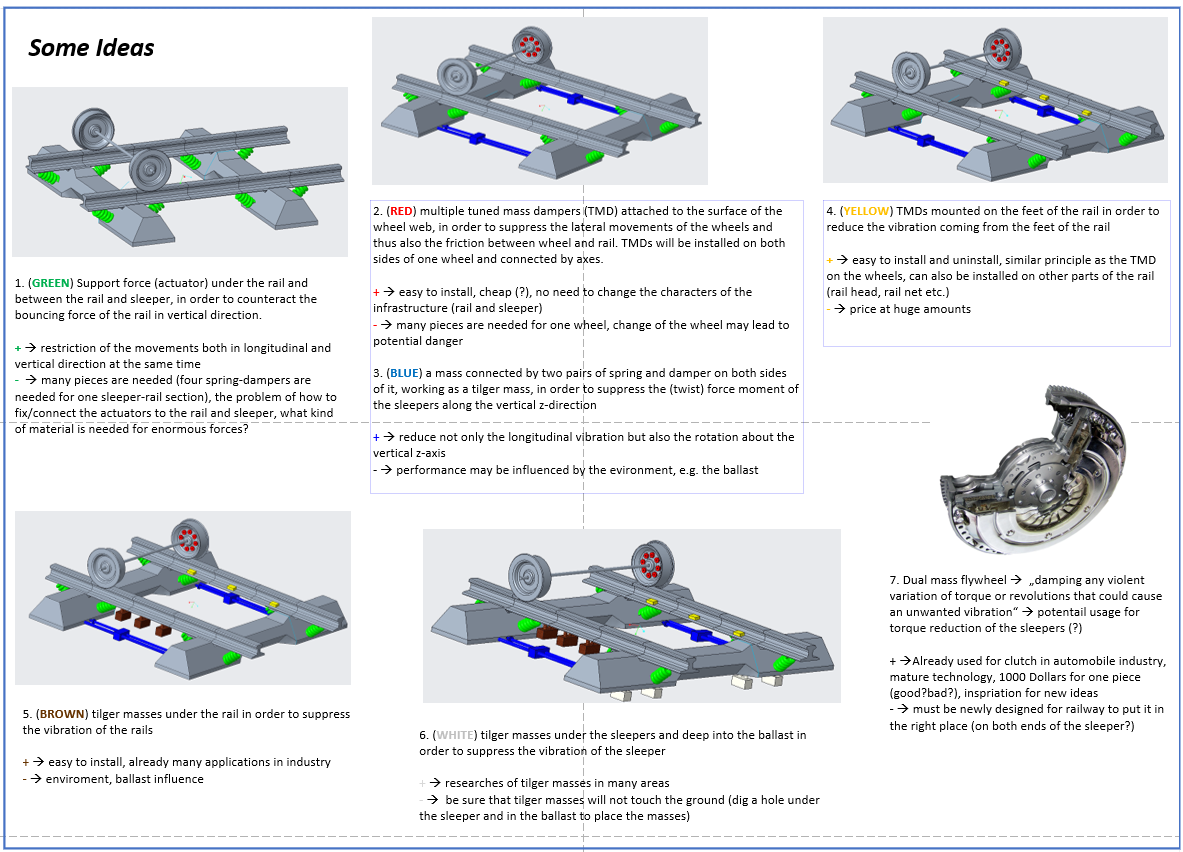 Some Ideas
1. (GREEN) Support force (actuator) under the rail and
between the rail and sleeper, in order to counteract the
bouncing force of the rail in vertical direction.
+ → restriction of the movements both in longitudinal and
vertical direction at the same time
- → many pieces are needed (four spring-dampers are
needed for one sleeper-rail section), the problem of how to
fix/connect the actuators to the rail and sleeper, what kind
of material is needed for enormous forces?
2. (RED) multiple tuned mass dampers (TMD) attached to the surface of the
wheel web, in order to suppress the lateral movements of the wheels and
thus also the friction between wheel and rail. TMDs will be installed on both
sides of one wheel and connected by axes.
+ → easy to install, cheap (?), no need to change the characters of the
infrastructure (rail and sleeper)
- → many pieces are needed for one wheel, change of the wheel may lead to
potential danger
3. (BLUE) a mass connected by two pairs of spring and damper on both sides
of it, working as a tilger mass, in order to suppress the (twist) force moment of
the sleepers along the vertical z-direction
+ → reduce not only the longitudinal vibration but also the rotation about the
vertical z-axis
- → performance may be influenced by the evironment, e.g. the ballast
4. (YELLOW) TMDs mounted on the feet of the rail in order to
reduce the vibration coming from the feet of the rail
+ → easy to install and uninstall, similar principle as the TMD
on the wheels, can also be installed on other parts of the rail
(rail head, rail net etc.)
- → price at huge amounts
5. (BROWN) tilger masses under the rail in order to suppress
the vibration of the rails
+ → easy to install, already many applications in industry
- → enviroment, ballast influence
6. (WHITE) tilger masses under the sleepers and deep into the ballast in
order to suppress the vibration of the sleeper
+ → researches of tilger masses in many areas
- → be sure that tilger masses will not touch the ground (dig a hole under
the sleeper and in the ballast to place the masses)
7. Dual mass flywheel → „damping any violent
variation of torque or revolutions that could cause
an unwanted vibration“ → potentail usage for
torque reduction of the sleepers (?)
+ →Already used for clutch in automobile industry,
mature technology, 1000 Dollars for one piece
(good?bad?), inspriation for new ideas
- → must be newly designed for railway to put it in
the right place (on both ends of the sleeper?)